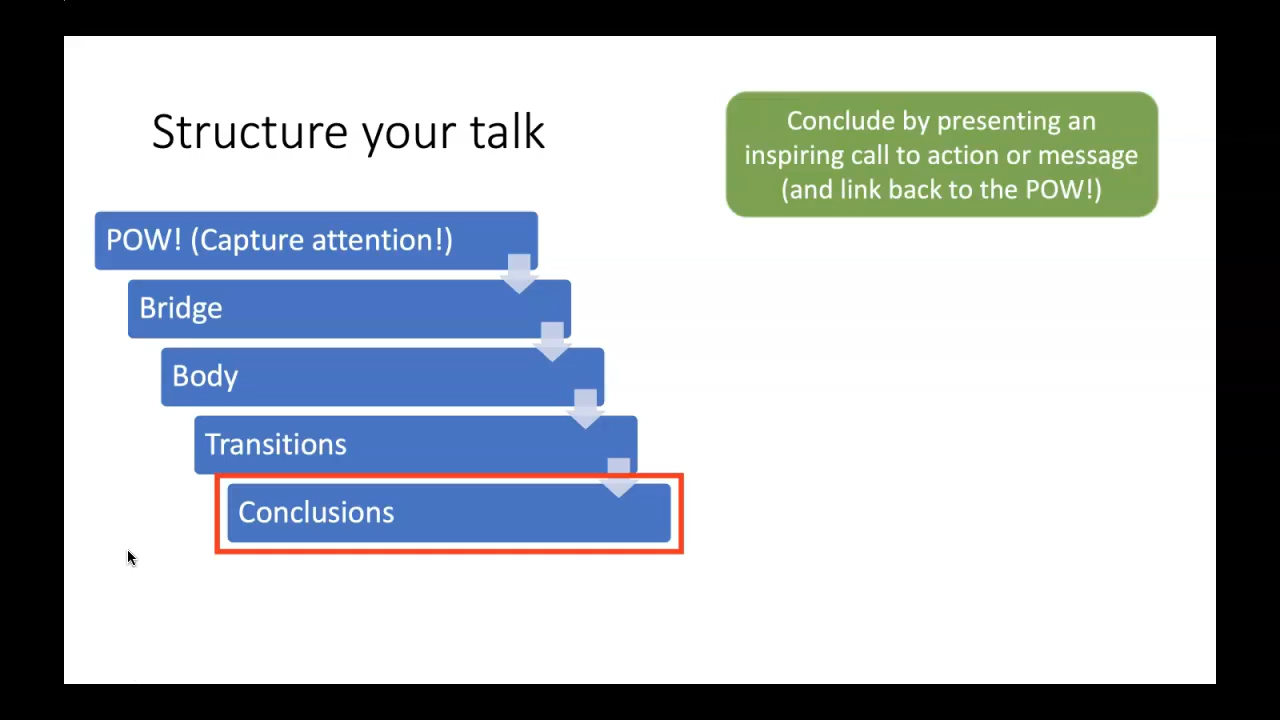 Structure your talk
Conclude by presenting an
inspiring call to action or message
(and link back to the POW!)
POW! (Capture attention!)
Bridge
Body
Transitions
Conclusions